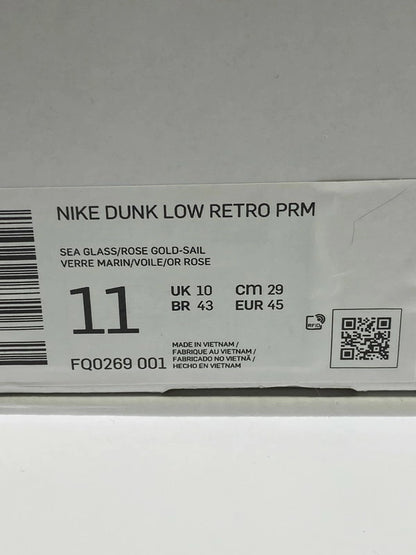 NIKE DUNK LOW RETRO PRM
SEA GLASS/ROSE GOLD-SAIL
VERRE MARIN/VOILE/OR ROSE
11
UK 10 cm 29
BR 43 EUR 45
RFID
FQ0269 001
MADE IN VIETNAM /
FABRIQUE AU VIETNAM /
FABRICADO NO VIETNÃ /
HECHO EN VIETNAM